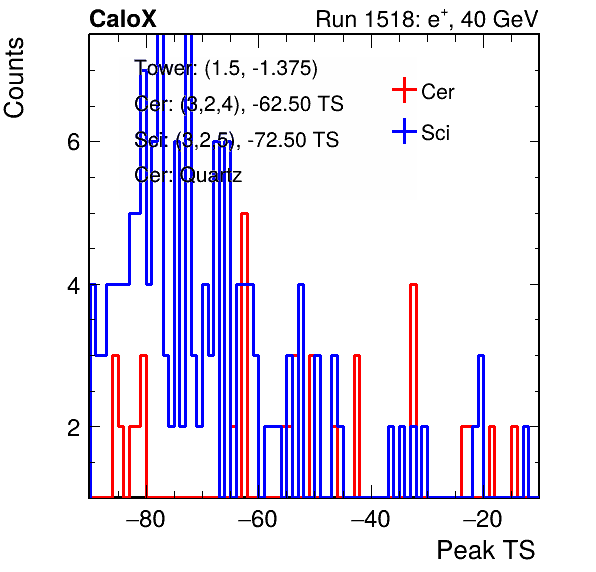 CaloX Run 1518: e⁺, 40 GeV
Counts
Tower: (1.5, -1.375)
Cer: (3,2,4), -62.50 TS
Sci: (3,2,5), -72.50 TS
Cer: Quartz
Cer
Sci
6
4
2
−80 −60 −40 −20
Peak TS